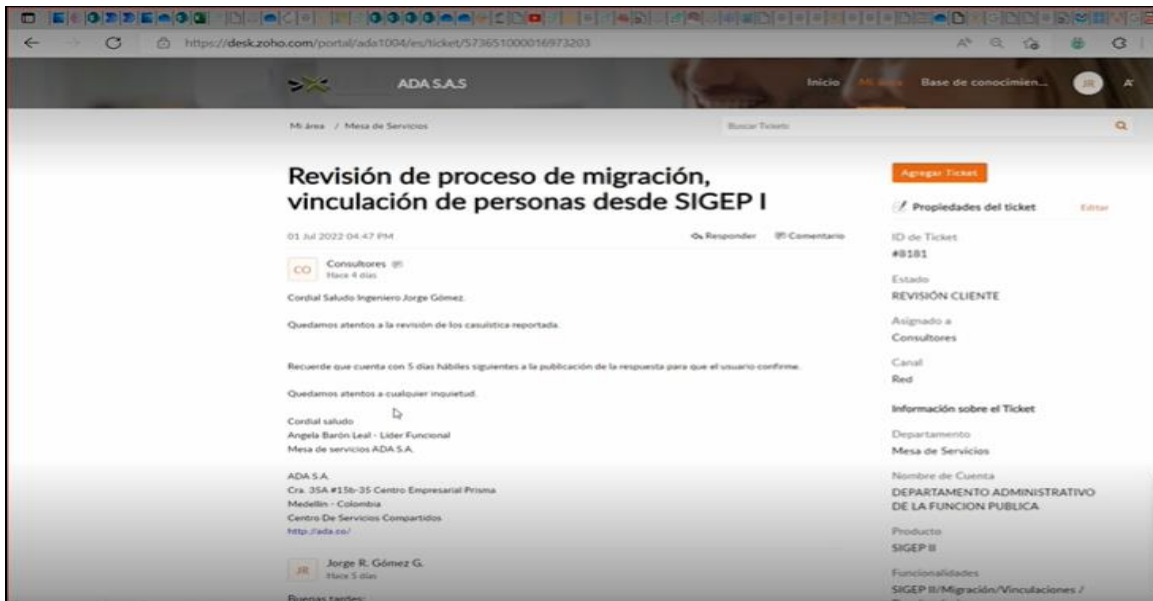 https://desk.zoho.com/portal/ada1004/es/ticket/573651000016973203
ADA S.A.S
Inicio
Mi área
Base de conocimien...
JR
Mi área / Mesa de Servicios
Buscar Tickets
Revisión de proceso de migración,
vinculación de personas desde SIGEP I
01 Jul 2022 04:47 PM
Responder
Comentario
CO
Consultores
Hace 4 días
Cordial Saludo Ingeniero Jorge Gómez.
Quedamos atentos a la revisión de los casuística reportada.
Recuerde que cuenta con 5 días hábiles siguientes a la publicación de la respuesta para que el usuario confirme.
Quedamos atentos a cualquier inquietud.
Cordial saludo
Angela Barón Leal - Líder Funcional
Mesa de servicios ADA S.A.
ADA S.A.
Cra. 35A #15b-35 Centro Empresarial Prisma
Medellín - Colombia
Centro De Servicios Compartidos
http://ada.co/
JR
Jorge R. Gómez G.
Hace 5 días
Buenas tardes:
Agregar Ticket
Propiedades del ticket
Editar
ID de Ticket
#8181
Estado
REVISIÓN CLIENTE
Asignado a
Consultores
Canal
Red
Información sobre el Ticket
Departamento
Mesa de Servicios
Nombre de Cuenta
DEPARTAMENTO ADMINISTRATIVO
DE LA FUNCION PUBLICA
Producto
SIGEP II
Funcionalidades
SIGEP II/Migración/Vinculaciones /